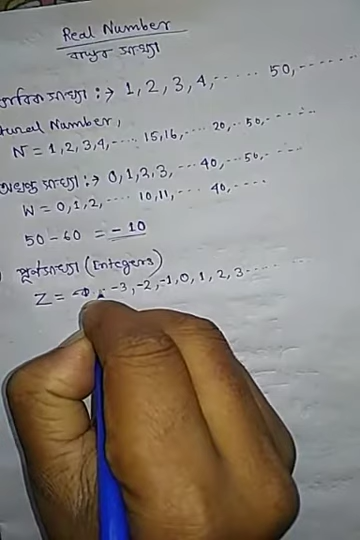 Real Number
বাস্তব সংখ্যা
সংখ্যা :→ 1, 2, 3, 4, ...... 50, .......
Number,
N = 1, 2, 3, 4, .... 15, 16, .... 20, .. 50, .......
সংখ্যা :→ 0, 1, 2, 3, .... 40, ... 50, .......
W = 0, 1, 2, .... 10, 11, .... 40, .....
50 - 60 = - 10
পূর্ণসংখ্যা (Integers)
Z = -3, -2, -1, 0, 1, 2, 3 ......